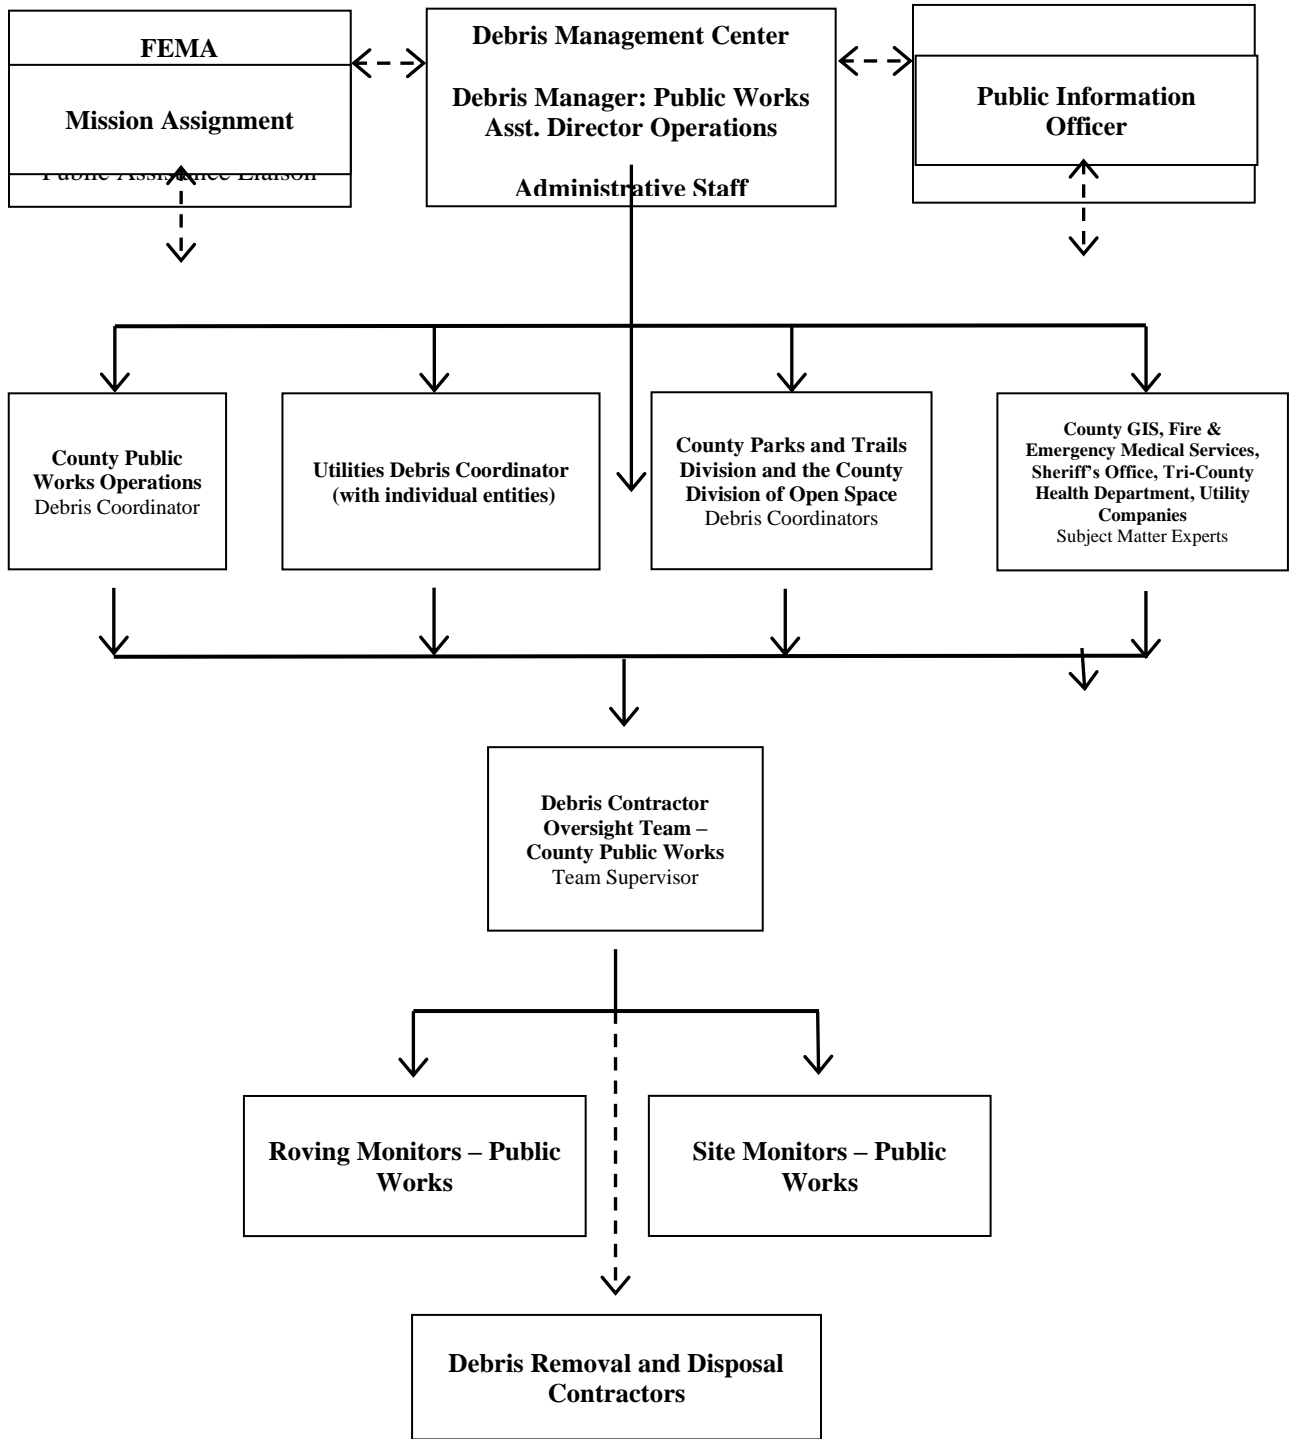 FEMA
Mission Assignment
Public Assistance Liaison
Debris Management Center
Debris Manager: Public Works
Asst. Director Operations
Administrative Staff
Public Information
Officer
County Public
Works Operations
Debris Coordinator
Utilities Debris Coordinator
(with individual entities)
County Parks and Trails
Division and the County
Division of Open Space
Debris Coordinators
County GIS, Fire &
Emergency Medical Services,
Sheriff’s Office, Tri-County
Health Department, Utility
Companies
Subject Matter Experts
Debris Contractor
Oversight Team –
County Public Works
Team Supervisor
Roving Monitors – Public
Works
Site Monitors – Public
Works
Debris Removal and Disposal
Contractors